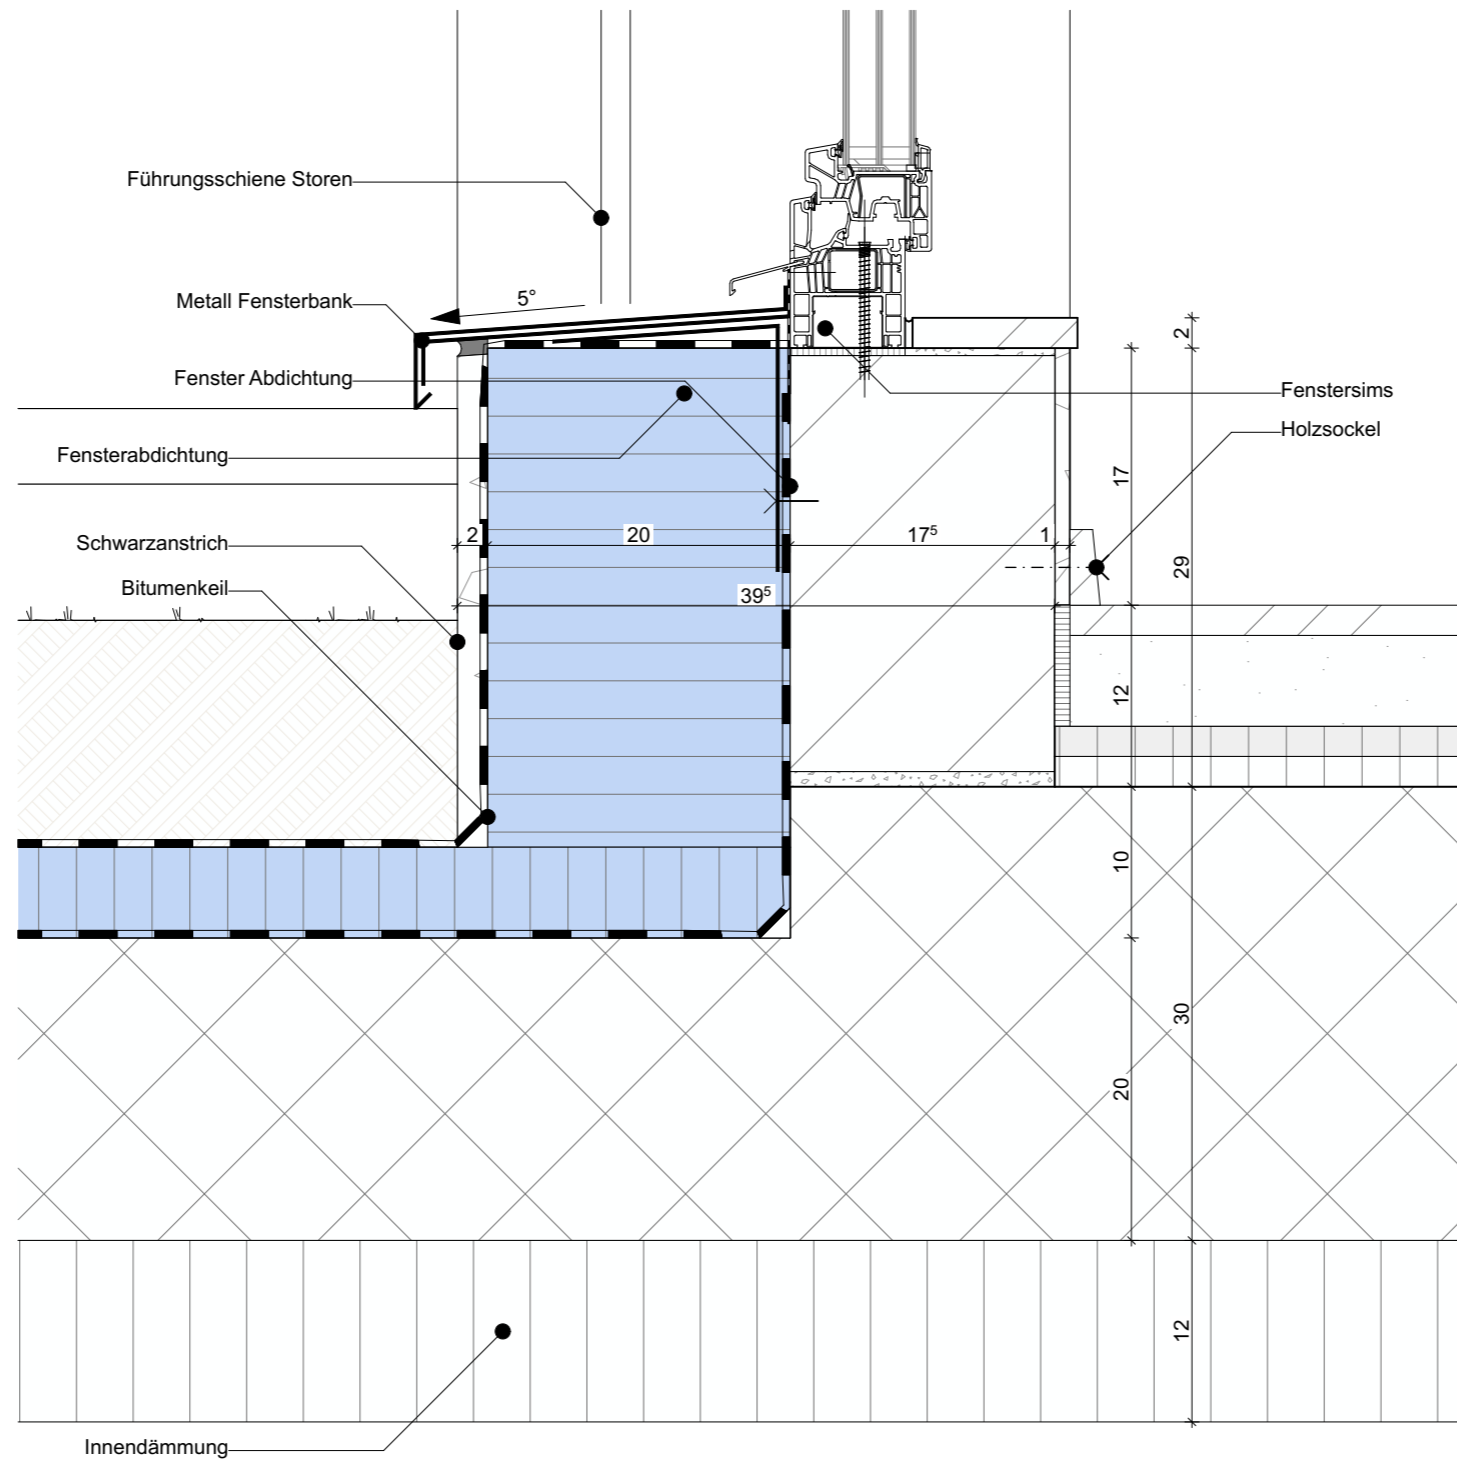 Führungsschiene Storen
Metall Fensterbank
5°
2
Fenster Abdichtung
Fenstersims
Holzsockel
Fensterabdichtung
17
Schwarzanstrich
2
20
17⁵
1
29
Bitumenkeil
39⁵
12
10
30
20
12
Innendämmung